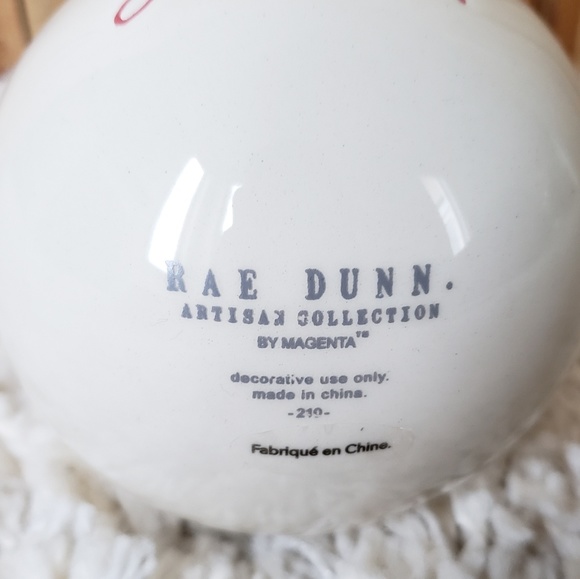 RAE DUNN.
ARTISAN COLLECTION
BY MAGENTA™
decorative use only.
made in china.
-219-
Fabriqué en Chine.